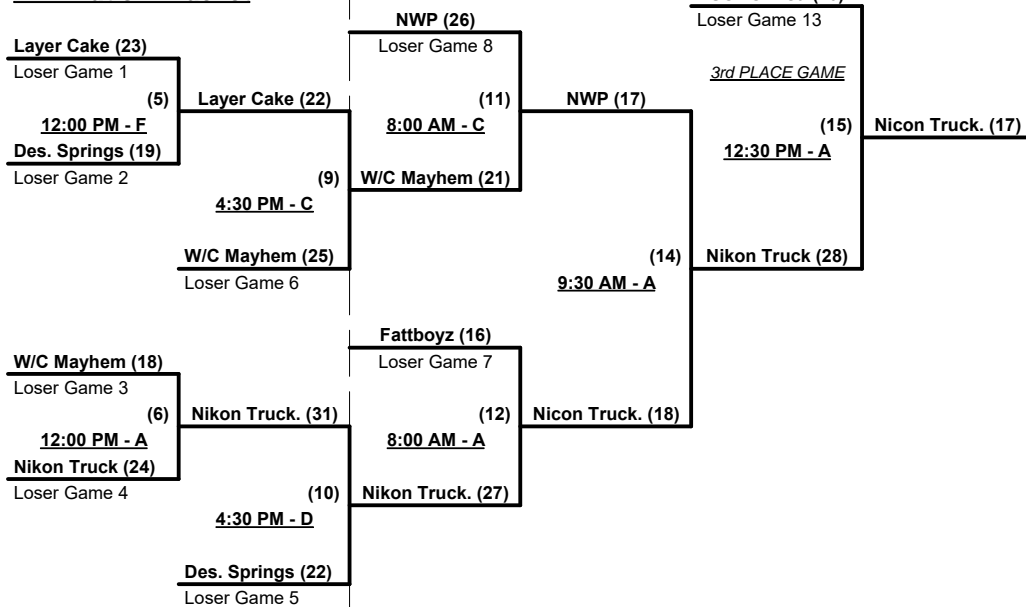 NWP (26)
Loser Game 13
Layer Cake (23)
Loser Game 8
Loser Game 1
3rd PLACE GAME
(5)
Layer Cake (22)
(11)
NWP (17)
12:00 PM - F
8:00 AM - C
(15)
Nicon Truck. (17)
Des. Springs (19)
12:30 PM - A
Loser Game 2
(9)
W/C Mayhem (21)
4:30 PM - C
W/C Mayhem (25)
(14)
Nikon Truck (28)
Loser Game 6
9:30 AM - A
Fattboyz (16)
W/C Mayhem (18)
Loser Game 7
Loser Game 3
(6)
Nikon Truck. (31)
(12)
Nicon Truck. (18)
12:00 PM - A
8:00 AM - A
Nikon Truck (24)
Loser Game 4
(10)
Nikon Truck. (27)
4:30 PM - D
Des. Springs (22)
Loser Game 5